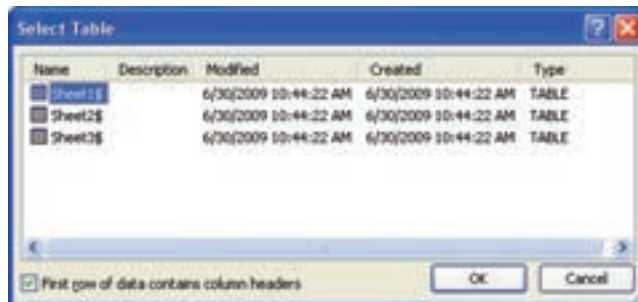 Select Table
Name Description Modified Created Type
Sheet1$ 6/30/2009 10:44:22 AM 6/30/2009 10:44:22 AM TABLE
Sheet2$ 6/30/2009 10:44:22 AM 6/30/2009 10:44:22 AM TABLE
Sheet3$ 6/30/2009 10:44:22 AM 6/30/2009 10:44:22 AM TABLE
First row of data contains column headers OK Cancel